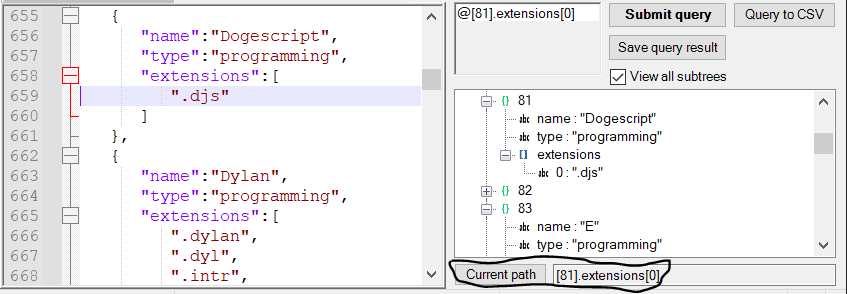 655 {
656 "name":"Dogescript",
657 "type":"programming",
658 "extensions":[
659 ".djs"
660 ]
661 },
662 {
663 "name":"Dylan",
664 "type":"programming",
665 "extensions":[
666 ".dylan",
667 ".dyl",
668 ".intr",
@[81].extensions[0]
Submit query
Query to CSV
Save query result
View all subtrees
{} 81
abc name : "Dogescript"
abc type : "programming"
[] extensions
abc 0 : ".djs"
{} 82
{} 83
abc name : "E"
abc type : "programming"
Current path
[81].extensions[0]